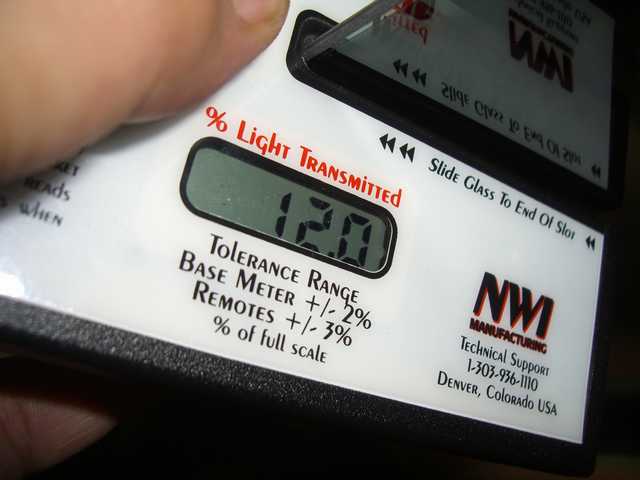 % Light Transmitted
Slide Glass To End Of Slot
12.0
Tolerance Range
Base Meter +/- 2%
Remotes +/- 3%
% of full scale
NWI
MANUFACTURING
Technical Support
1-303-936-1110
Denver, Colorado USA
reads
when